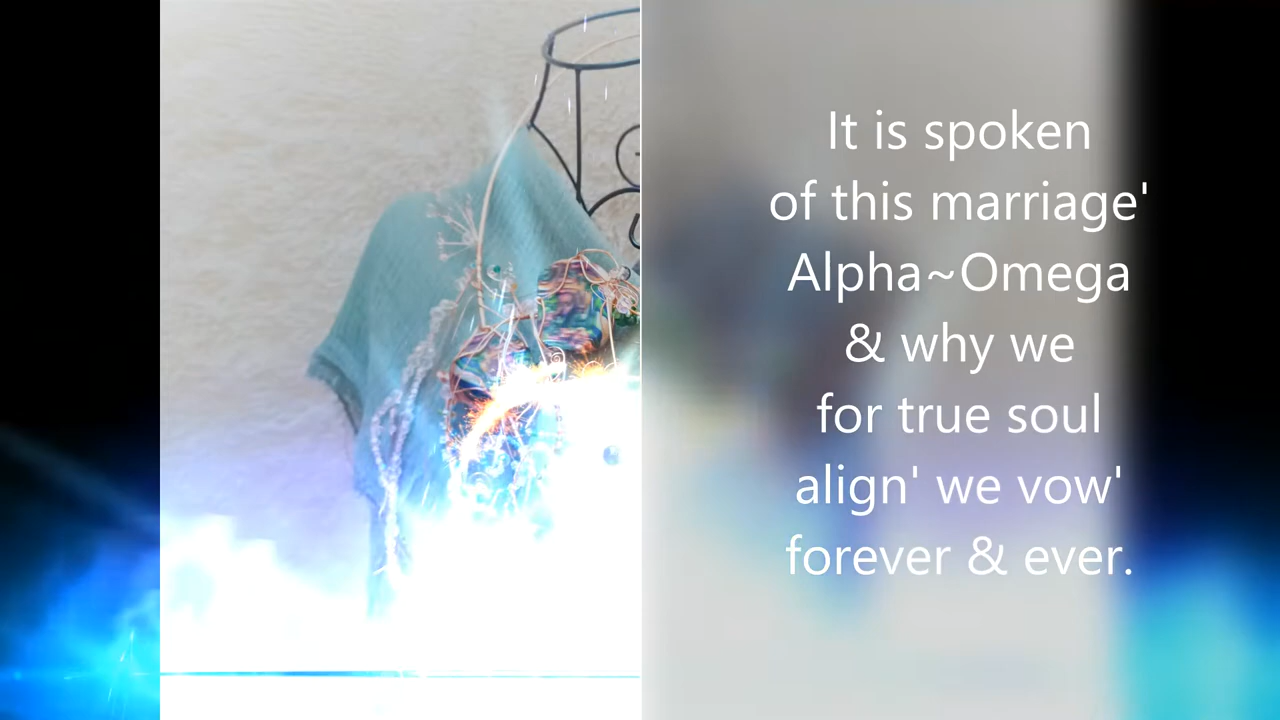 It is spoken
of this marriage'
Alpha~Omega
& why we
for true soul
align' we vow'
forever & ever.